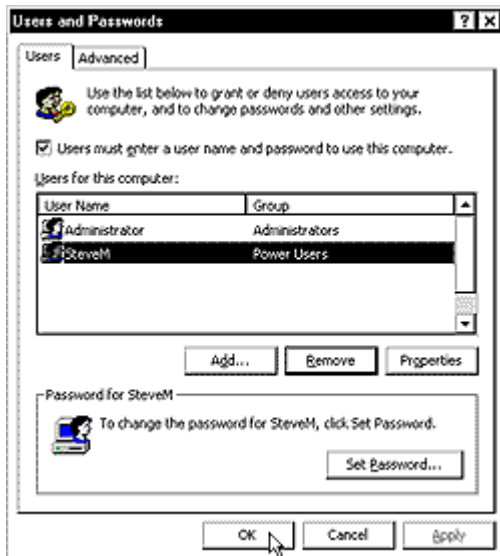 Users and Passwords
Users Advanced
Use the list below to grant or deny users access to your
computer, and to change passwords and other settings.
Users must enter a user name and password to use this computer.
Users for this computer:
User Name Group
Administrator Administrators
SteveM Power Users
Add... Remove Properties
Password for SteveM
To change the password for SteveM, click Set Password.
Set Password...
OK Cancel Apply